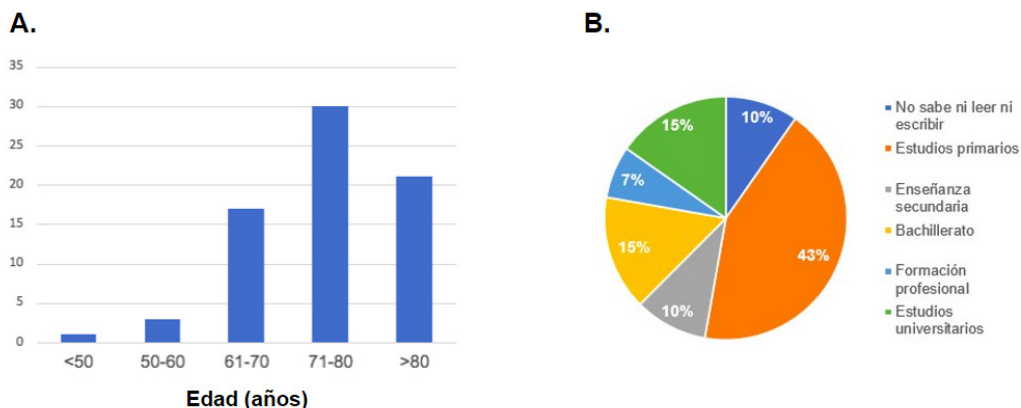 A.
35
30
25
20
15
10
5
0
<50 50-60 61-70 71-80 >80
Edad (años)
B.
10%
43%
10%
15%
7%
15%
No sabe ni leer ni
escribir
Estudios primarios
Enseñanza
secundaria
Bachillerato
Formación
profesional
Estudios
universitarios